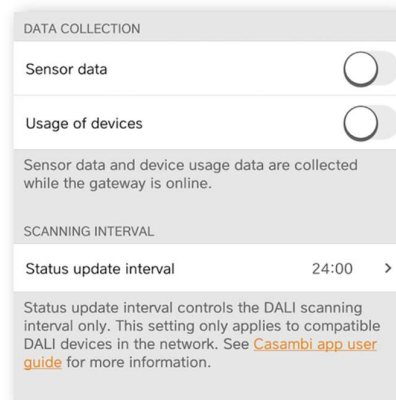 DATA COLLECTION
Sensor data
Usage of devices
Sensor data and device usage data are collected
while the gateway is online.
SCANNING INTERVAL
Status update interval 24:00 >
Status update interval controls the DALI scanning
interval only. This setting only applies to compatible
DALI devices in the network. See Casambi app user
guide for more information.